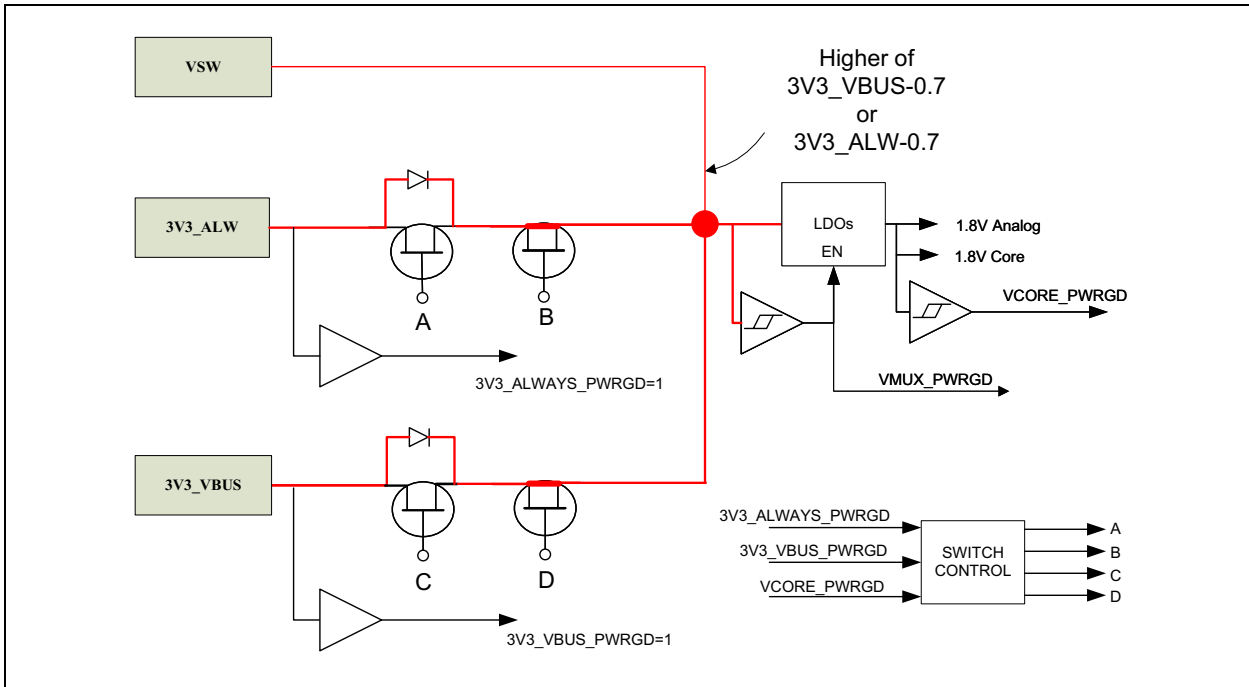 VSW
Higher of
3V3_VBUS-0.7
or
3V3_ALW-0.7
3V3_ALW
A
B
LDOs
EN
1.8V Analog
1.8V Core
VCORE_PWRGD
3V3_ALWAYS_PWRGD=1
VMUX_PWRGD
3V3_VBUS
C
D
3V3_VBUS_PWRGD=1
3V3_ALWAYS_PWRGD
3V3_VBUS_PWRGD
VCORE_PWRGD
SWITCH
CONTROL
A
B
C
D